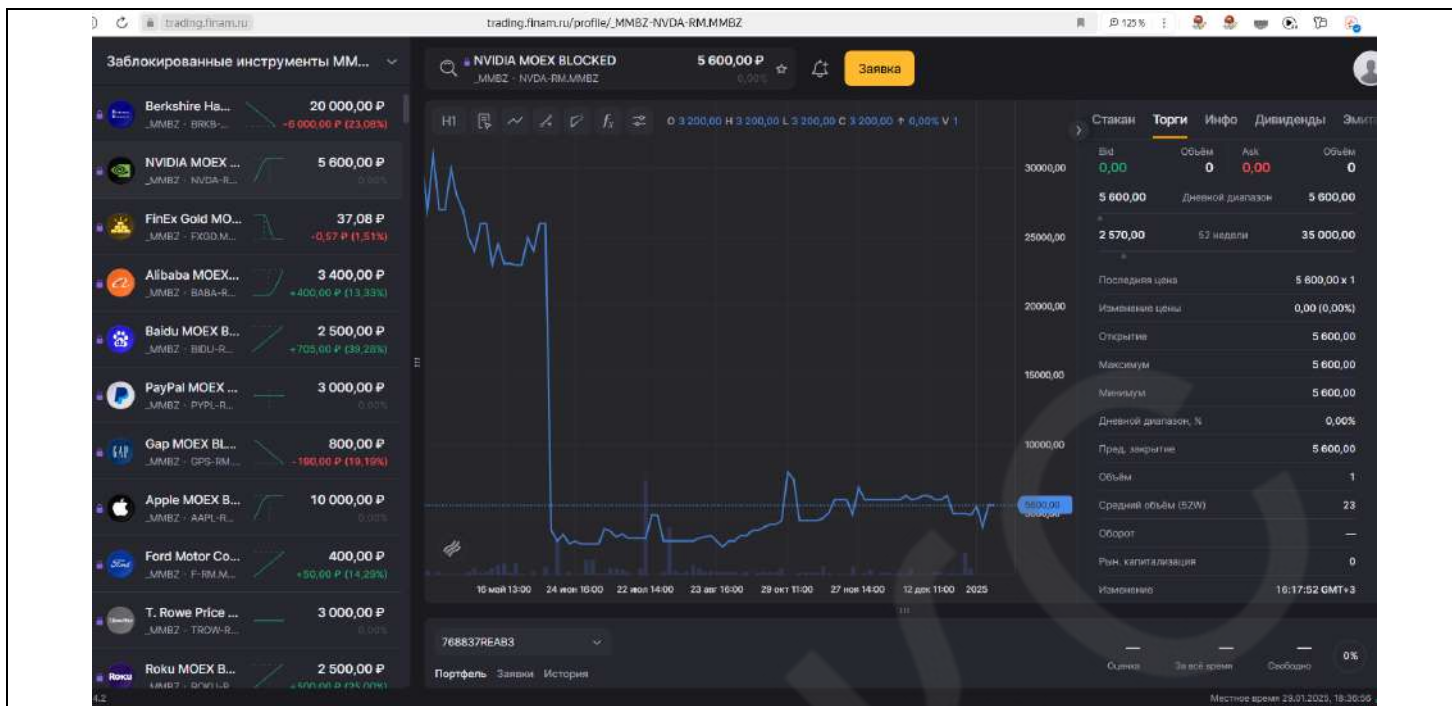 trading.finam.ru
trading.finam.ru/profile/_MMBZ-NVDA-RM.MMBZ
125 %
Заблокированные инструменты ММ...
Berkshire Ha...
20 000,00 ₽
_MMBZ · BRKB-...
-6 000,00 ₽ (23,08%)
NVIDIA MOEX ...
5 600,00 ₽
_MMBZ · NVDA-R...
0,00%
FinEx Gold MO...
37,08 ₽
_MMBZ · FXGD.M...
-0,57 ₽ (1,51%)
Alibaba MOEX...
3 400,00 ₽
_MMBZ · BABA-R...
+400,00 ₽ (13,33%)
Baidu MOEX B...
2 500,00 ₽
_MMBZ · BIDU-R...
+705,00 ₽ (39,28%)
PayPal MOEX ...
3 000,00 ₽
_MMBZ · PYPL-R...
0,00%
Gap MOEX BL...
800,00 ₽
_MMBZ · GPS-RM....
-190,00 ₽ (19,19%)
Apple MOEX B...
10 000,00 ₽
_MMBZ · AAPL-R...
0,00%
Ford Motor Co...
400,00 ₽
_MMBZ · F-RM.M...
+50,00 ₽ (14,29%)
T. Rowe Price ...
3 000,00 ₽
_MMBZ · TROW-R...
0,00%
Roku MOEX B...
2 500,00 ₽
_MMBZ · ROKU-R...
+500,00 ₽ (25,00%)
4.2
NVIDIA MOEX BLOCKED
5 600,00 ₽
_MMBZ · NVDA-RM.MMBZ
0,00%
Заявка
H1
O 3 200,00 H 3 200,00 L 3 200,00 C 3 200,00 ↑ 0,00% V 1
30000,00
25000,00
20000,00
15000,00
10000,00
5600,00
16 май 13:00 24 июн 16:00 22 июл 14:00 23 авг 16:00 29 окт 11:00 27 ноя 14:00 12 дек 11:00 2025
768837REAB3
Портфель Заявки История
Стакан Торги Инфо Дивиденды
Bid Объём Ask Объём
0,00 0 0,00 0
5 600,00 Дневной диапазон 5 600,00
2 570,00 52 недели 35 000,00
Последняя цена 5 600,00 x 1
Изменение цены 0,00 (0,00%)
Открытие 5 600,00
Максимум 5 600,00
Минимум 5 600,00
Дневной диапазон, % 0,00%
Пред. закрытие 5 600,00
Объём 1
Средний объём (52W) 23
Оборот —
Рын. капитализация 0
Изменение 16:17:52 GMT+3
— — — 0%
Оценка За всё время Свободно
Местное время 29.01.2025, 18:36:56